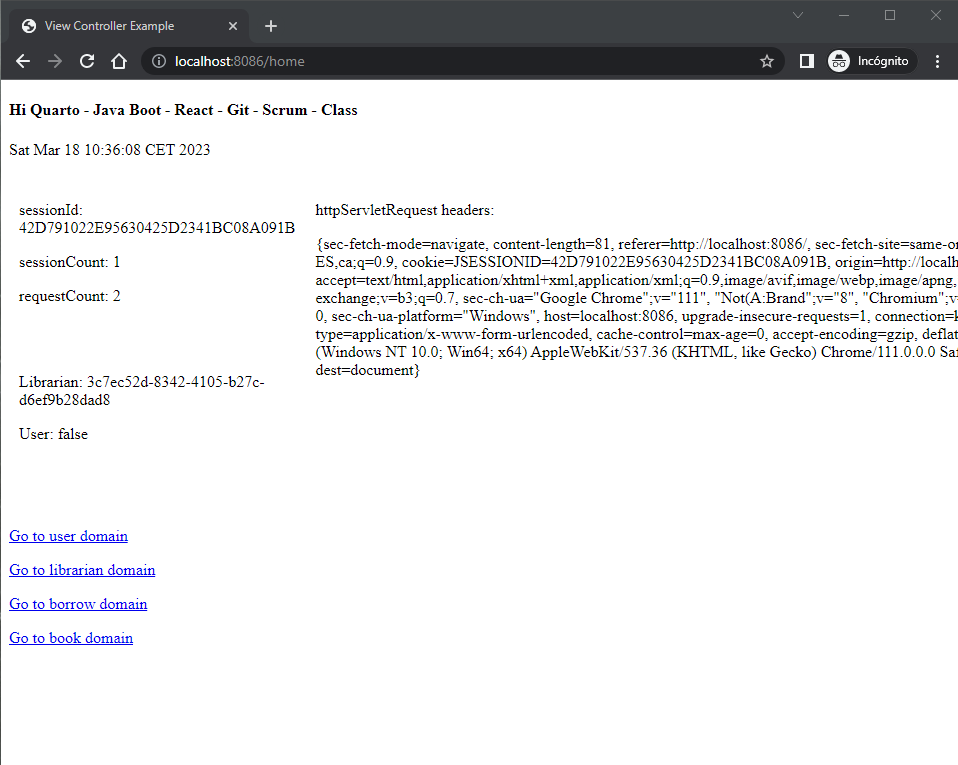 View Controller Example
localhost:8086/home
Incógnito
Hi Quarto - Java Boot - React - Git - Scrum - Class
Sat Mar 18 10:36:08 CET 2023
sessionId:
42D791022E95630425D2341BC08A091B
sessionCount: 1
requestCount: 2
Librarian: 3c7ec52d-8342-4105-b27c-
d6ef9b28dad8
User: false
httpServletRequest headers:
{sec-fetch-mode=navigate, content-length=81, referer=http://localhost:8086/, sec-fetch-site=same-or
ES,ca;q=0.9, cookie=JSESSIONID=42D791022E95630425D2341BC08A091B, origin=http://localh
accept=text/html,application/xhtml+xml,application/xml;q=0.9,image/avif,image/webp,image/apng,
exchange;v=b3;q=0.7, sec-ch-ua="Google Chrome";v="111", "Not(A:Brand";v="8", "Chromium";v=
0, sec-ch-ua-platform="Windows", host=localhost:8086, upgrade-insecure-requests=1, connection=k
type=application/x-www-form-urlencoded, cache-control=max-age=0, accept-encoding=gzip, deflat
(Windows NT 10.0; Win64; x64) AppleWebKit/537.36 (KHTML, like Gecko) Chrome/111.0.0.0 Saf
dest=document}
Go to user domain
Go to librarian domain
Go to borrow domain
Go to book domain